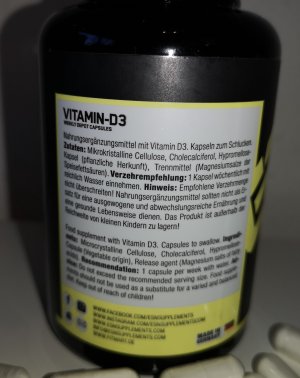 VITAMIN-D3
WEEKLY DEPOT CAPSULES
Nahrungsergänzungsmittel mit Vitamin D3. Kapseln zum Schlucken.
Zutaten: Mikrokristalline Cellulose, Cholecalciferol, Hypromellose-
Kapsel (pflanzliche Herkunft), Trennmittel (Magnesiumsalze der
Speisefettsäuren). Verzehrempfehlung: 1 Kapsel wöchentlich mit
reichlich Wasser einnehmen. Hinweis: Empfohlene Verzehrmenge
nicht überschreiten! Nahrungsergänzungsmittel sollten nicht als Er-
satz für eine ausgewogene und abwechslungsreiche Ernährung und
eine gesunde Lebensweise dienen. Das Produkt ist außerhalb der
Reichweite von kleinen Kindern zu lagern!
Food supplement with Vitamin D3. Capsules to swallow. Ingredi-
ents: Microcrystalline Cellulose, Cholecalciferol, Hypromellose
Capsule (vegetable origin), Release agent (Magnesium salts of fatty
acids). Recommendation: 1 capsule per week with water.
Do not exceed the recommended serving size. Food supple-
ments should not be used as a substitute for a varied and balanced
diet. Keep out of reach of children!
FACEBOOK.COM/ESNSUPPLEMENTS
INSTAGRAM.COM/ESNSUPPLEMENTS
INFO@ESNSUPPLEMENTS.COM
ESNSUPPLEMENTS.COM
FITMART.DE
MADE IN
GERMANY